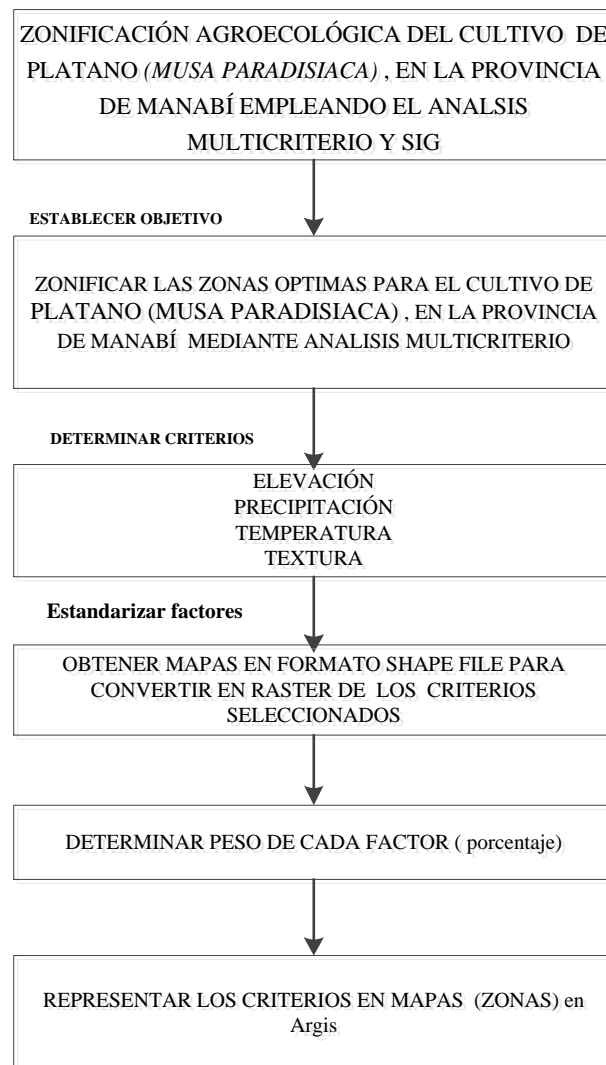 ZONIFICACIÓN AGROECOLÓGICA DEL CULTIVO DE
PLATANO (MUSA PARADISIACA) , EN LA PROVINCIA
DE MANABÍ EMPLEANDO EL ANALSIS
MULTICRITERIO Y SIG
ESTABLECER OBJETIVO
ZONIFICAR LAS ZONAS OPTIMAS PARA EL CULTIVO DE
PLATANO (MUSA PARADISIACA) , EN LA PROVINCIA
DE MANABÍ MEDIANTE ANALISIS MULTICRITERIO
DETERMINAR CRITERIOS
ELEVACIÓN
PRECIPITACIÓN
TEMPERATURA
TEXTURA
Estandarizar factores
OBTENER MAPAS EN FORMATO SHAPE FILE PARA
CONVERTIR EN RASTER DE LOS CRITERIOS
SELECCIONADOS
DETERMINAR PESO DE CADA FACTOR ( porcentaje)
REPRESENTAR LOS CRITERIOS EN MAPAS (ZONAS) en
Argis